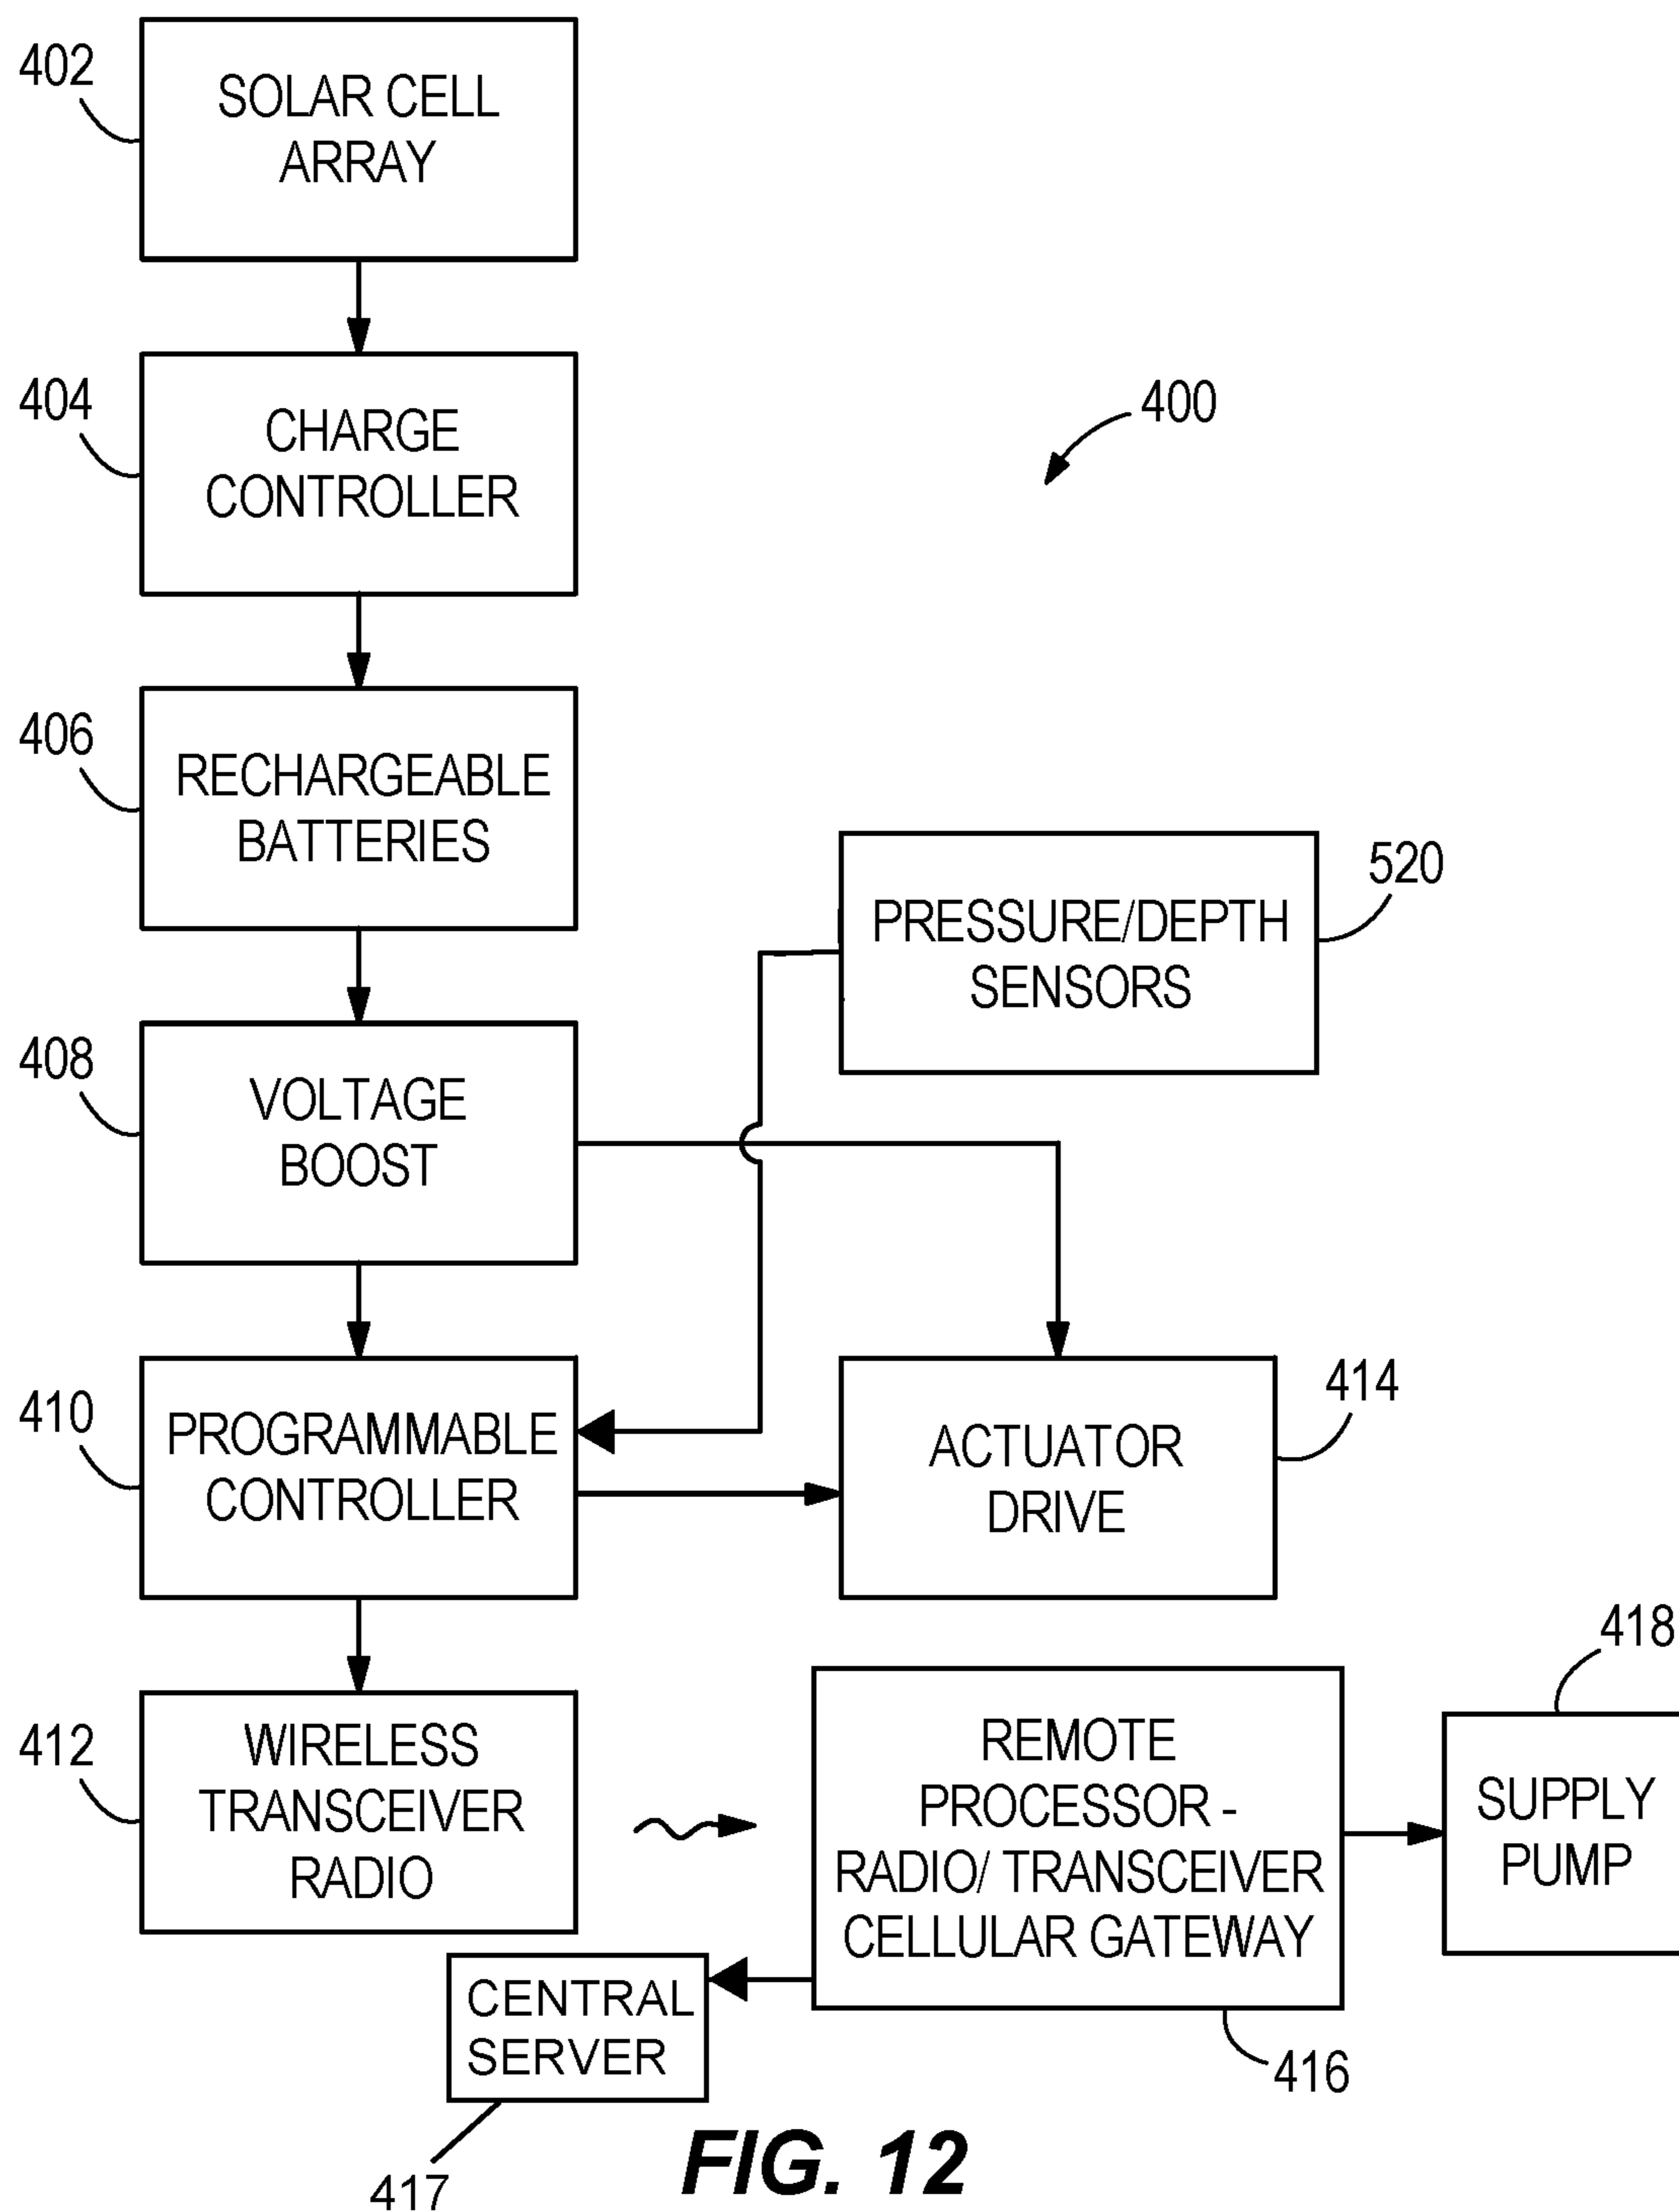 402
SOLAR CELL
ARRAY
404
CHARGE
CONTROLLER
400
406
RECHARGEABLE
BATTERIES
520
PRESSURE/DEPTH
SENSORS
408
VOLTAGE
BOOST
410
PROGRAMMABLE
CONTROLLER
414
ACTUATOR
DRIVE
412
WIRELESS
TRANSCEIVER
RADIO
REMOTE
PROCESSOR -
RADIO/ TRANSCEIVER
CELLULAR GATEWAY
416
418
SUPPLY
PUMP
CENTRAL
SERVER
417
FIG. 12